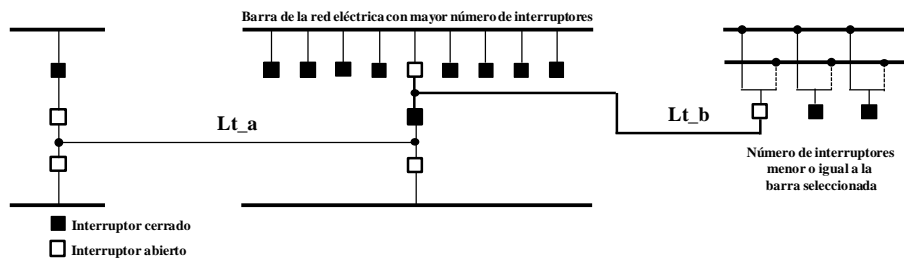 Barra de la red eléctrica con mayor número de interruptores
Lt_a
Lt_b
Número de interruptores
menor o igual a la
barra seleccionada
Interruptor cerrado
Interruptor abierto